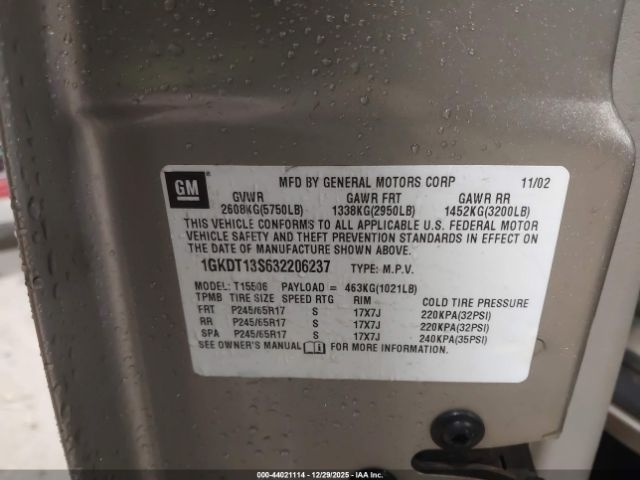 GM
MFD BY GENERAL MOTORS CORP 11/02
GVWR GAWR FRT GAWR RR
2608KG(5750LB) 1338KG(2950LB) 1452KG(3200LB)
THIS VEHICLE CONFORMS TO ALL APPLICABLE U.S. FEDERAL MOTOR
VEHICLE SAFETY AND THEFT PREVENTION STANDARDS IN EFFECT ON
THE DATE OF MANUFACTURE SHOWN ABOVE.
1GKDT13S632206237 TYPE: M.P.V.
MODEL: T15506 PAYLOAD = 463KG(1021LB)
TPMB TIRE SIZE SPEED RTG RIM COLD TIRE PRESSURE
FRT P245/65R17 S 17X7J 220KPA(32PSI)
RR P245/65R17 S 17X7J 220KPA(32PSI)
SPA P245/65R17 S 17X7J 240KPA(35PSI)
SEE OWNER'S MANUAL FOR MORE INFORMATION.
000-44021114 - 12/29/2025 - IAAI.com